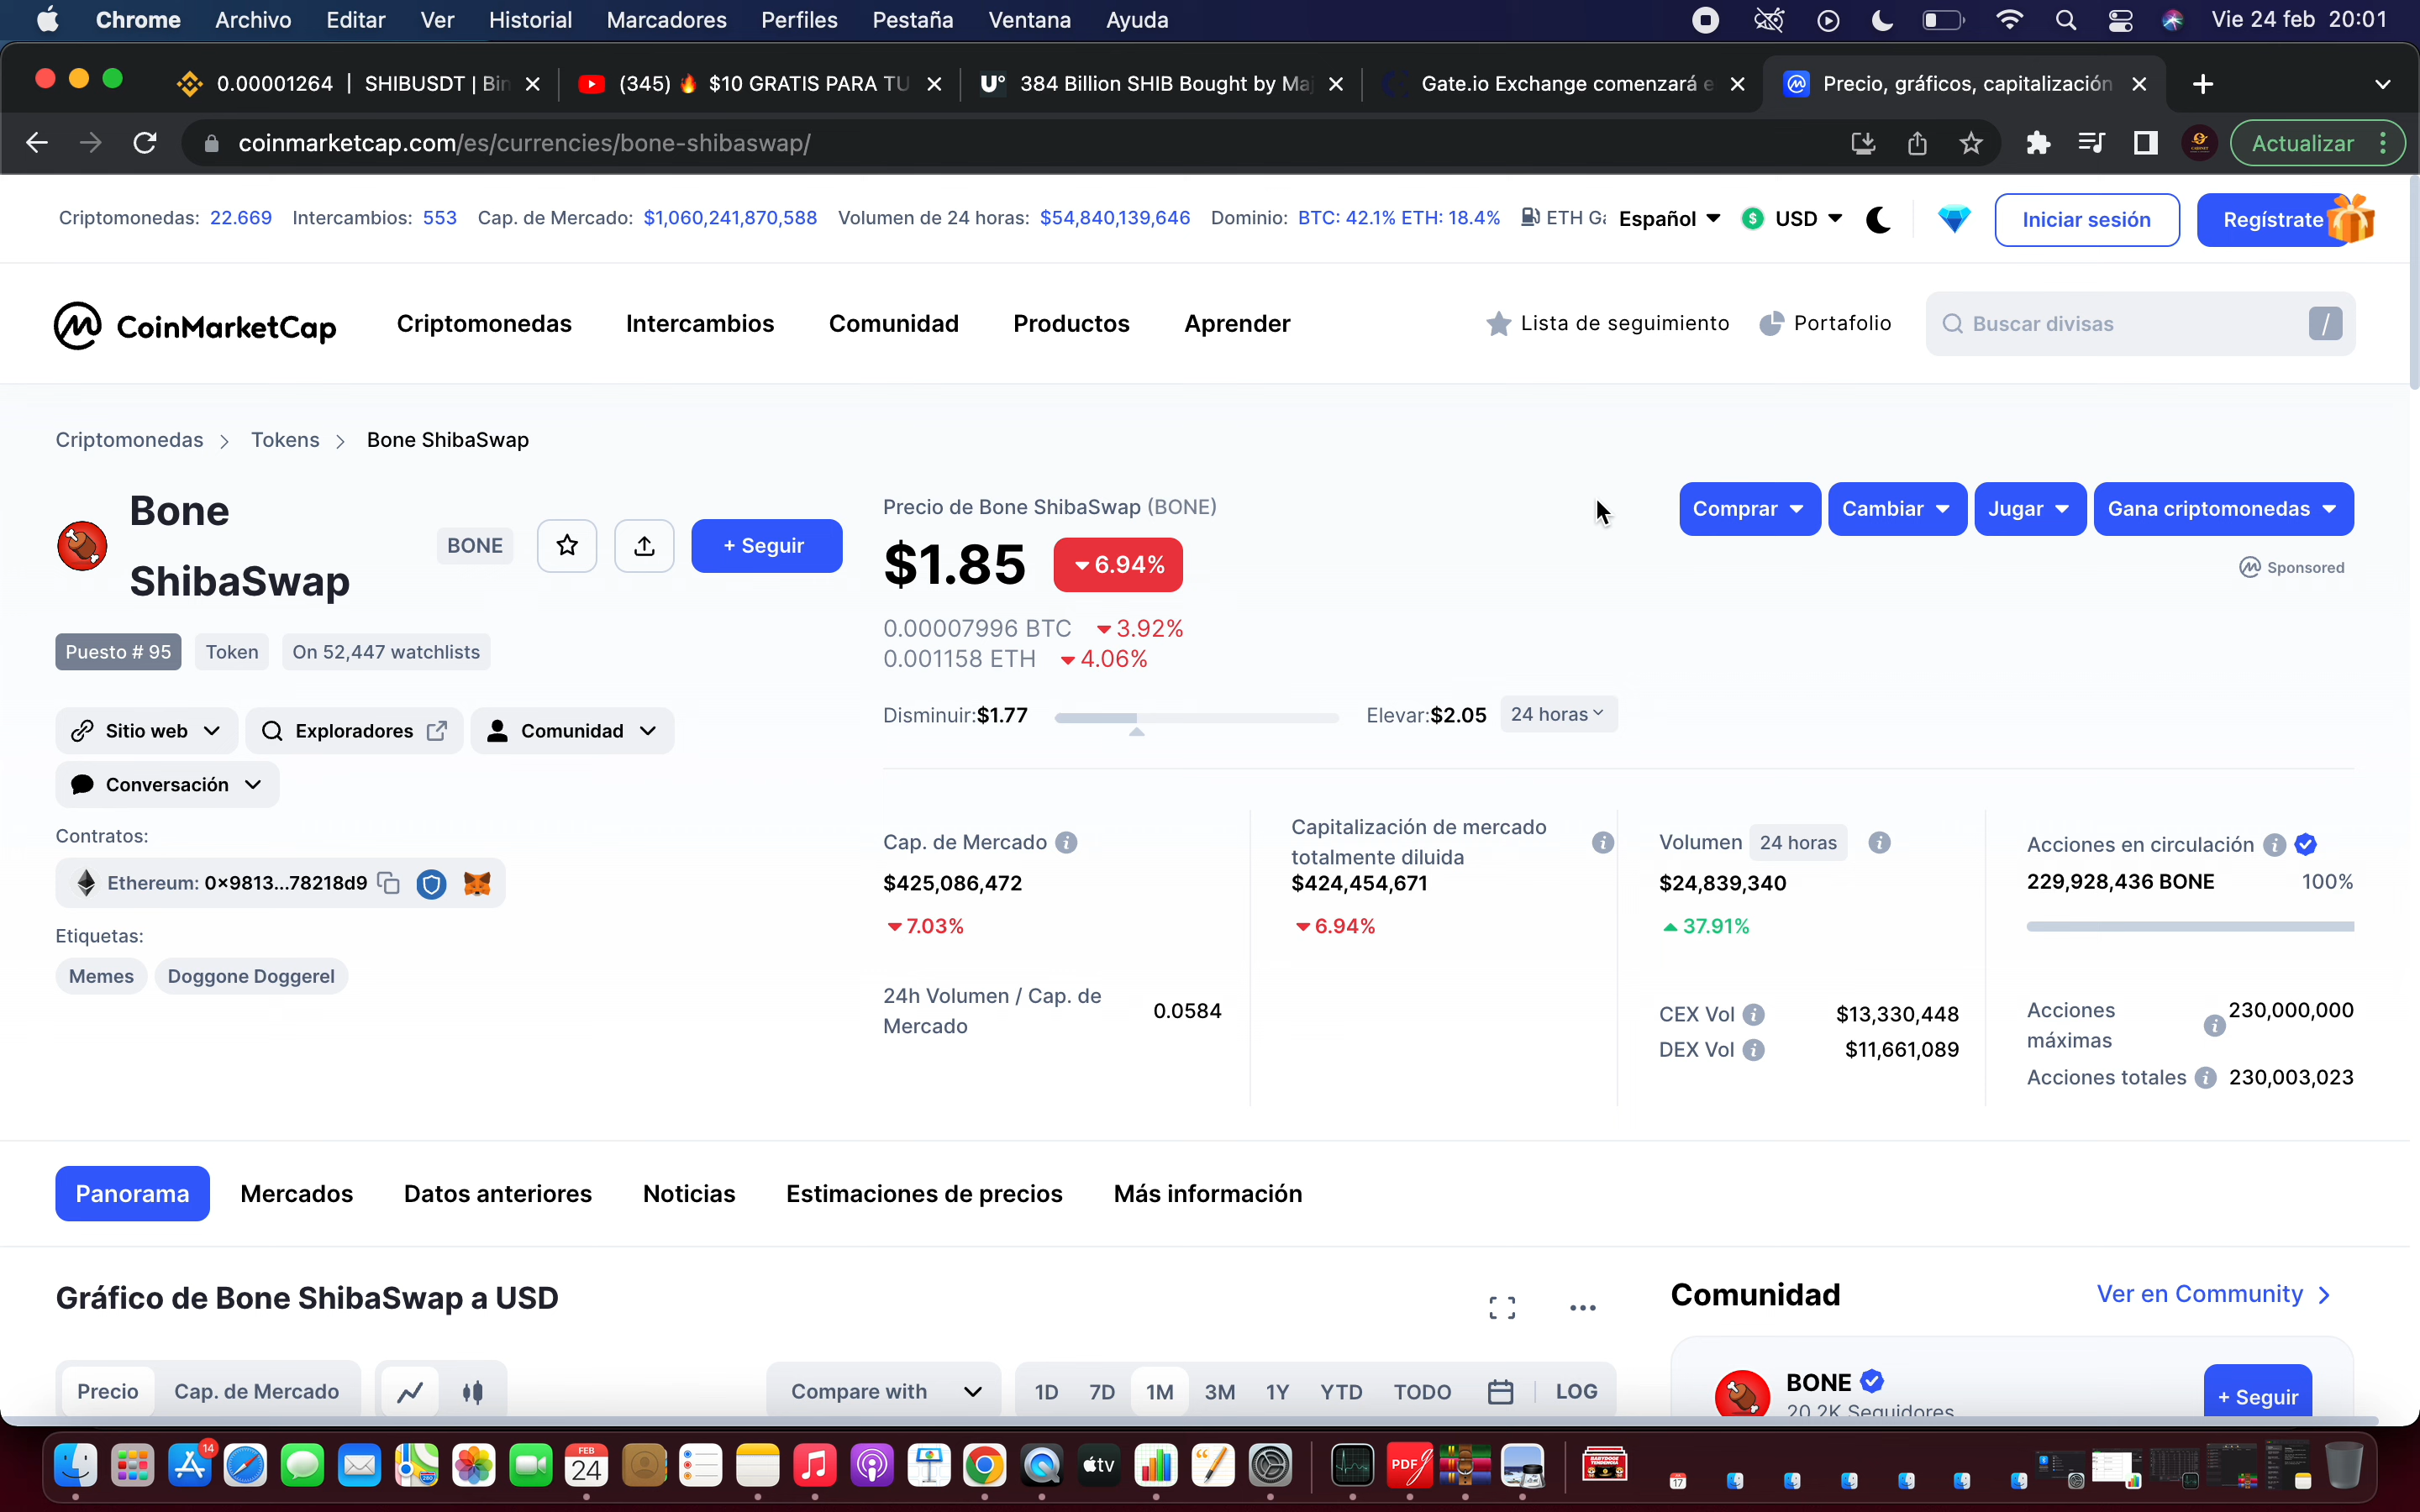 Chrome Archivo Editar Ver Historial Marcadores Perfiles Pestaña Ventana Ayuda Vie 24 feb 20:01
0.00001264 | SHIBUSDT | Bin (345) 🔥 $10 GRATIS PARA TU U° 384 Billion SHIB Bought by Ma Gate.io Exchange comenzará e Precio, gráficos, capitalización
coinmarketcap.com/es/currencies/bone-shibaswap/ Actualizar
Criptomonedas: 22.669 Intercambios: 553 Cap. de Mercado: $1,060,241,870,588 Volumen de 24 horas: $54,840,139,646 Dominio: BTC: 42.1% ETH: 18.4% ETH Ga Español USD Iniciar sesión Regístrate
CoinMarketCap Criptomonedas Intercambios Comunidad Productos Aprender Lista de seguimiento Portafolio Buscar divisas /
Criptomonedas > Tokens > Bone ShibaSwap
Bone
ShibaSwap
BONE + Seguir
Puesto # 95 Token On 52,447 watchlists
Sitio web Exploradores Comunidad
Conversación
Contratos:
Ethereum: 0x9813...78218d9
Etiquetas:
Memes Doggone Doggerel
Precio de Bone ShibaSwap (BONE)
$1.85 6.94%
0.00007996 BTC 3.92%
0.001158 ETH 4.06%
Disminuir:$1.77 Elevar:$2.05 24 horas
Comprar Cambiar Jugar Gana criptomonedas
Sponsored
Cap. de Mercado
$425,086,472
7.03%
24h Volumen / Cap. de
Mercado
0.0584
Capitalización de mercado
totalmente diluida
$424,454,671
6.94%
Volumen 24 horas
$24,839,340
37.91%
CEX Vol $13,330,448
DEX Vol $11,661,089
Acciones en circulación
229,928,436 BONE 100%
Acciones
máximas
230,000,000
Acciones totales 230,003,023
Panorama Mercados Datos anteriores Noticias Estimaciones de precios Más información
Gráfico de Bone ShibaSwap a USD
Precio Cap. de Mercado Compare with 1D 7D 1M 3M 1Y YTD TODO LOG
Comunidad Ver en Community
BONE
20.2K Seguidores
+ Seguir
14
FEB
24
tv
PDF
17